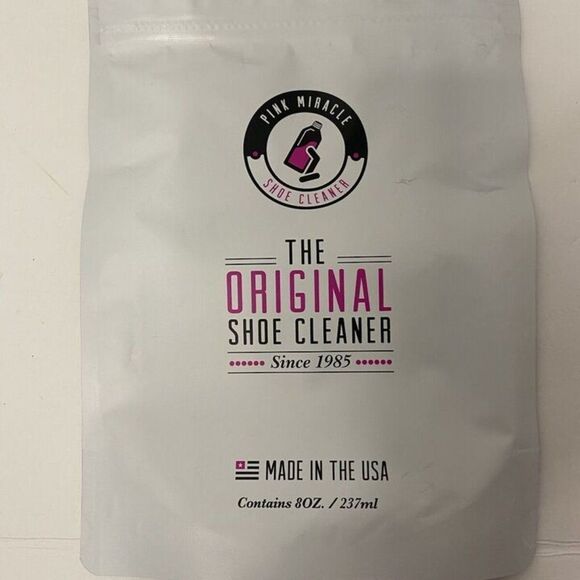 PINK MIRACLE
SHOE CLEANER
THE
ORIGINAL
SHOE CLEANER
Since 1985
MADE IN THE USA
Contains 8OZ. / 237ml